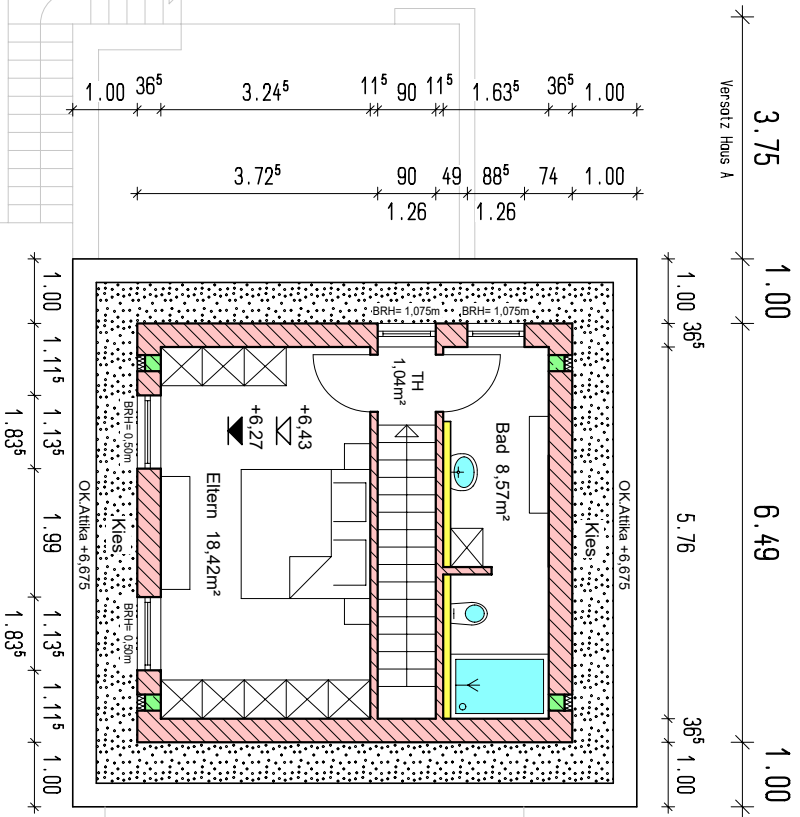 Versatz Haus A
3.75
1.00
6.49
1.00
1.00 36⁵ 3.24⁵ 11⁵ 90 11⁵ 1.63⁵ 36⁵ 1.00
3.72⁵ 90 49 88⁵ 74 1.00
1.26 1.26
1.00 36⁵ 5.76 36⁵ 1.00
1.00 1.11⁵ 1.13⁵ 1.99 1.13⁵ 1.11⁵ 1.00
1.83⁵ 1.83⁵
BRH= 1,075m
BRH= 1,075m
TH
1,04m²
Bad 8,57m²
+6,43
+6,27
Eltern 18,42m²
BRH= 0,50m
BRH= 0,50m
Kies
Kies
OK.Attika +6,675
OK.Attika +6,675